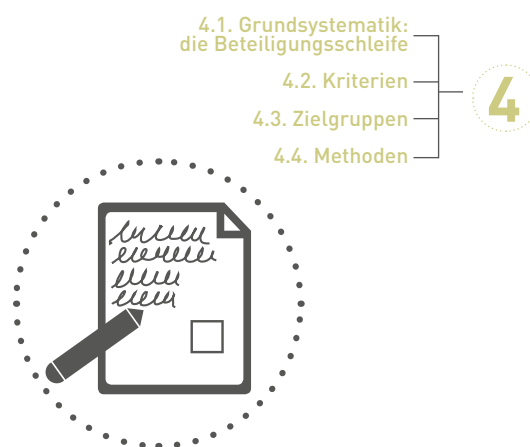 4.1. Grundsystematik:
die Beteiligungsschleife
4.2. Kriterien
4.3. Zielgruppen
4.4. Methoden
4